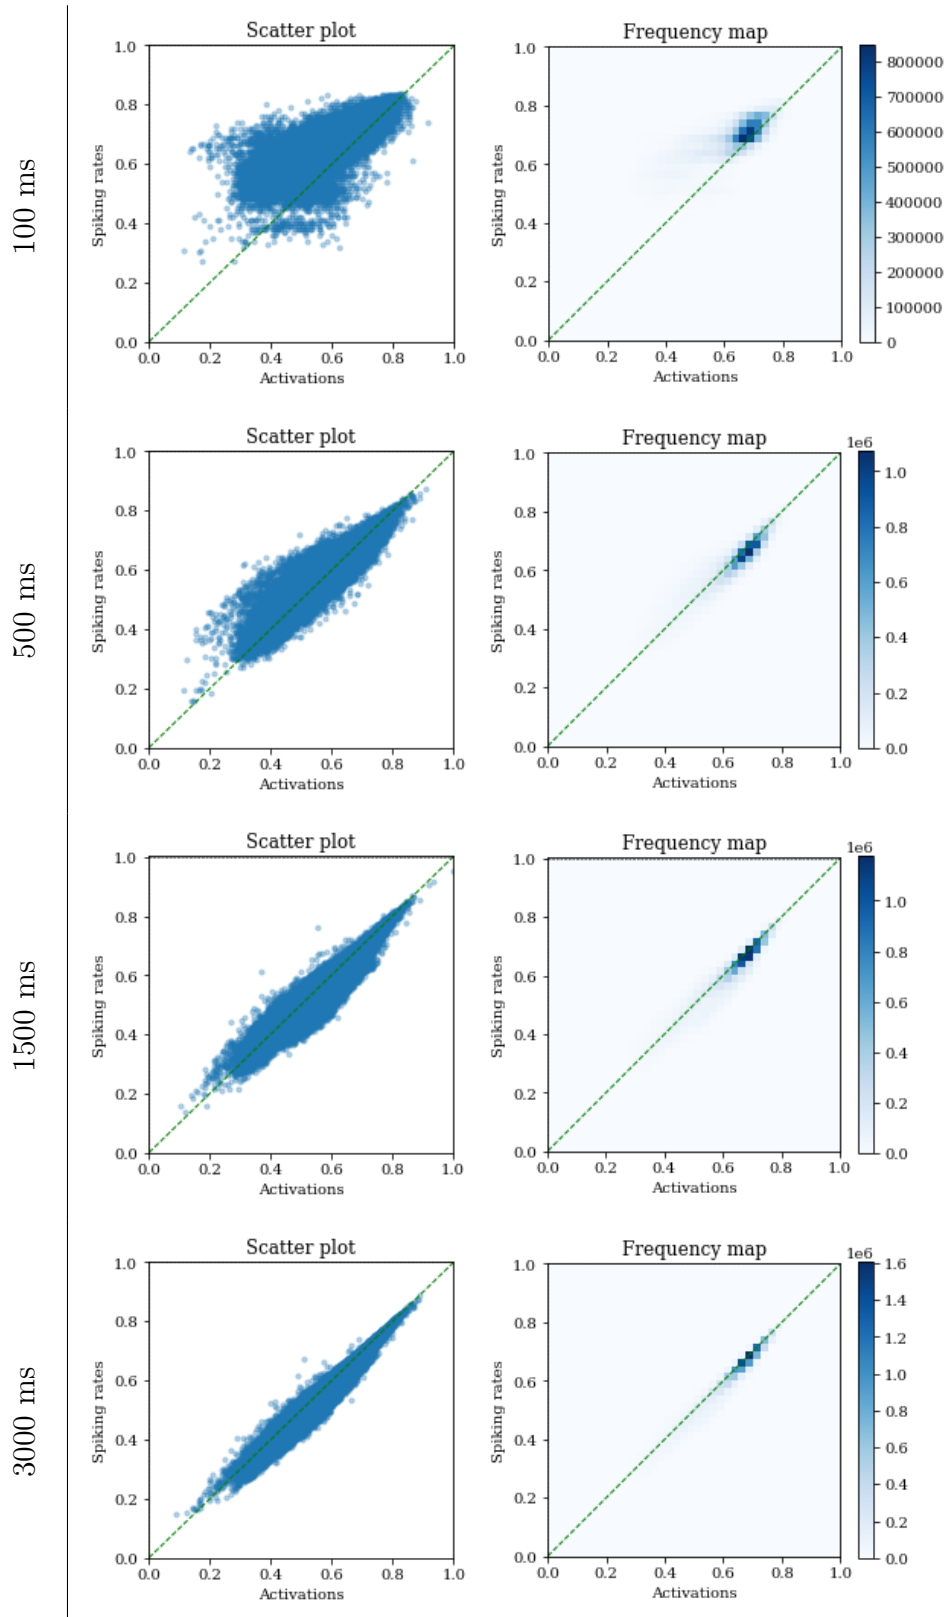 100 ms
Scatter plot
1.0
0.8
0.6
0.4
0.2
0.0
Spiking rates
0.0 0.2 0.4 0.6 0.8 1.0
Activations
Frequency map
1.0
0.8
0.6
0.4
0.2
0.0
Spiking rates
0.0 0.2 0.4 0.6 0.8 1.0
Activations
800000
700000
600000
500000
400000
300000
200000
100000
0
500 ms
Scatter plot
1.0
0.8
0.6
0.4
0.2
0.0
Spiking rates
0.0 0.2 0.4 0.6 0.8 1.0
Activations
Frequency map
1.0
0.8
0.6
0.4
0.2
0.0
Spiking rates
0.0 0.2 0.4 0.6 0.8 1.0
Activations
1e6
1.0
0.8
0.6
0.4
0.2
0.0
1500 ms
Scatter plot
1.0
0.8
0.6
0.4
0.2
0.0
Spiking rates
0.0 0.2 0.4 0.6 0.8 1.0
Activations
Frequency map
1.0
0.8
0.6
0.4
0.2
0.0
Spiking rates
0.0 0.2 0.4 0.6 0.8 1.0
Activations
1e6
1.0
0.8
0.6
0.4
0.2
0.0
3000 ms
Scatter plot
1.0
0.8
0.6
0.4
0.2
0.0
Spiking rates
0.0 0.2 0.4 0.6 0.8 1.0
Activations
Frequency map
1.0
0.8
0.6
0.4
0.2
0.0
Spiking rates
0.0 0.2 0.4 0.6 0.8 1.0
Activations
1e6
1.6
1.4
1.2
1.0
0.8
0.6
0.4
0.2
0.0